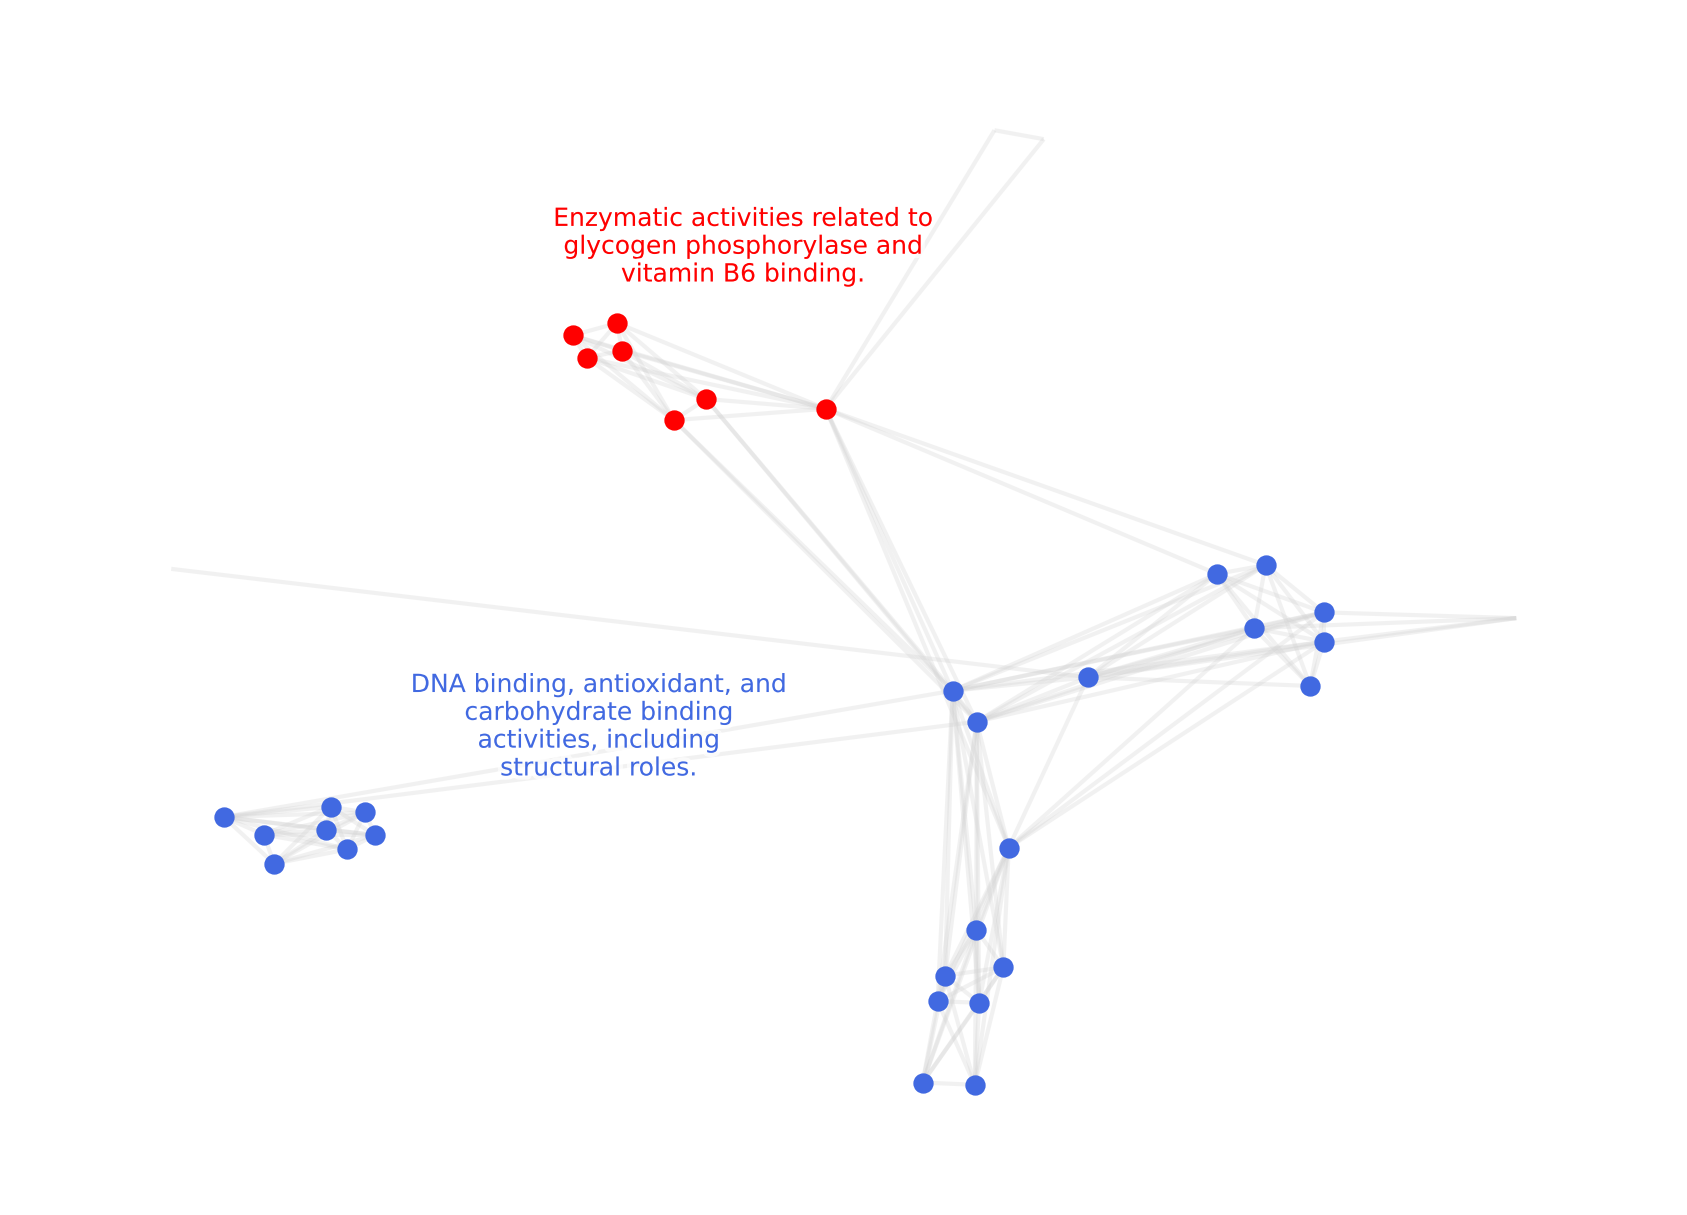 Enzymatic activities related to
glycogen phosphorylase and
vitamin B6 binding.
DNA binding, antioxidant, and
carbohydrate binding
activities, including
structural roles.